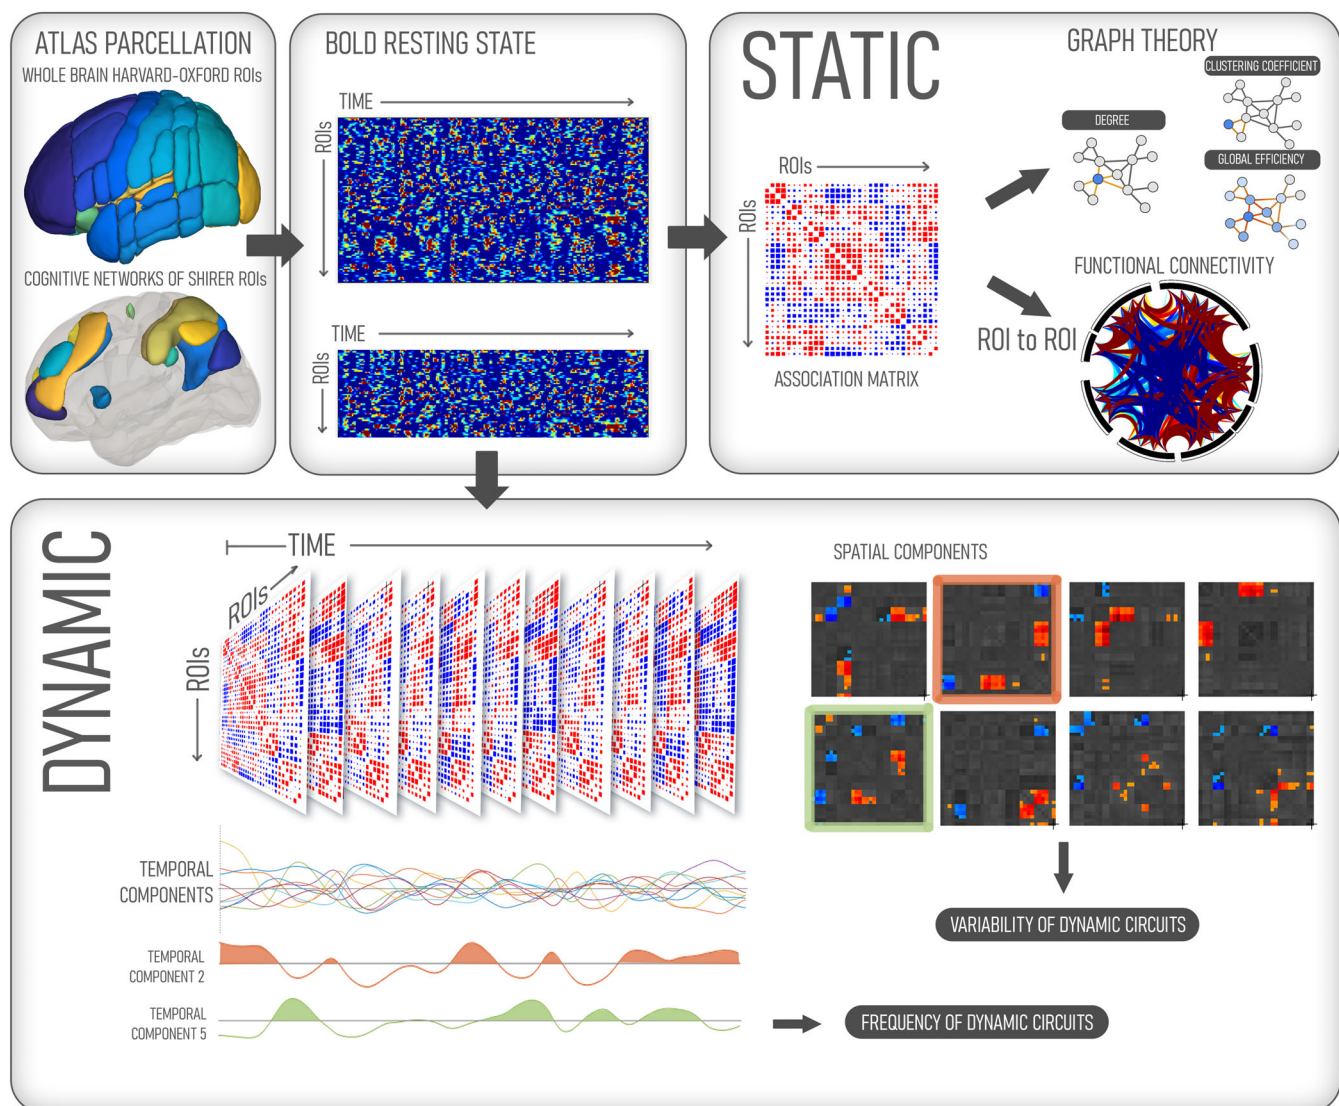 ATLAS PARCELLATION
WHOLE BRAIN HARVARD-OXFORD ROIs
COGNITIVE NETWORKS OF SHIRER ROIs
BOLD RESTING STATE
TIME
ROIs
TIME
ROIs
STATIC
ROIs
ROIs
ASSOCIATION MATRIX
GRAPH THEORY
CLUSTERING COEFFICIENT
DEGREE
GLOBAL EFFICIENCY
FUNCTIONAL CONNECTIVITY
ROI to ROI
DYNAMIC
TIME
ROIs
ROIs
TEMPORAL
COMPONENTS
TEMPORAL
COMPONENT 2
TEMPORAL
COMPONENT 5
SPATIAL COMPONENTS
VARIABILITY OF DYNAMIC CIRCUITS
FREQUENCY OF DYNAMIC CIRCUITS